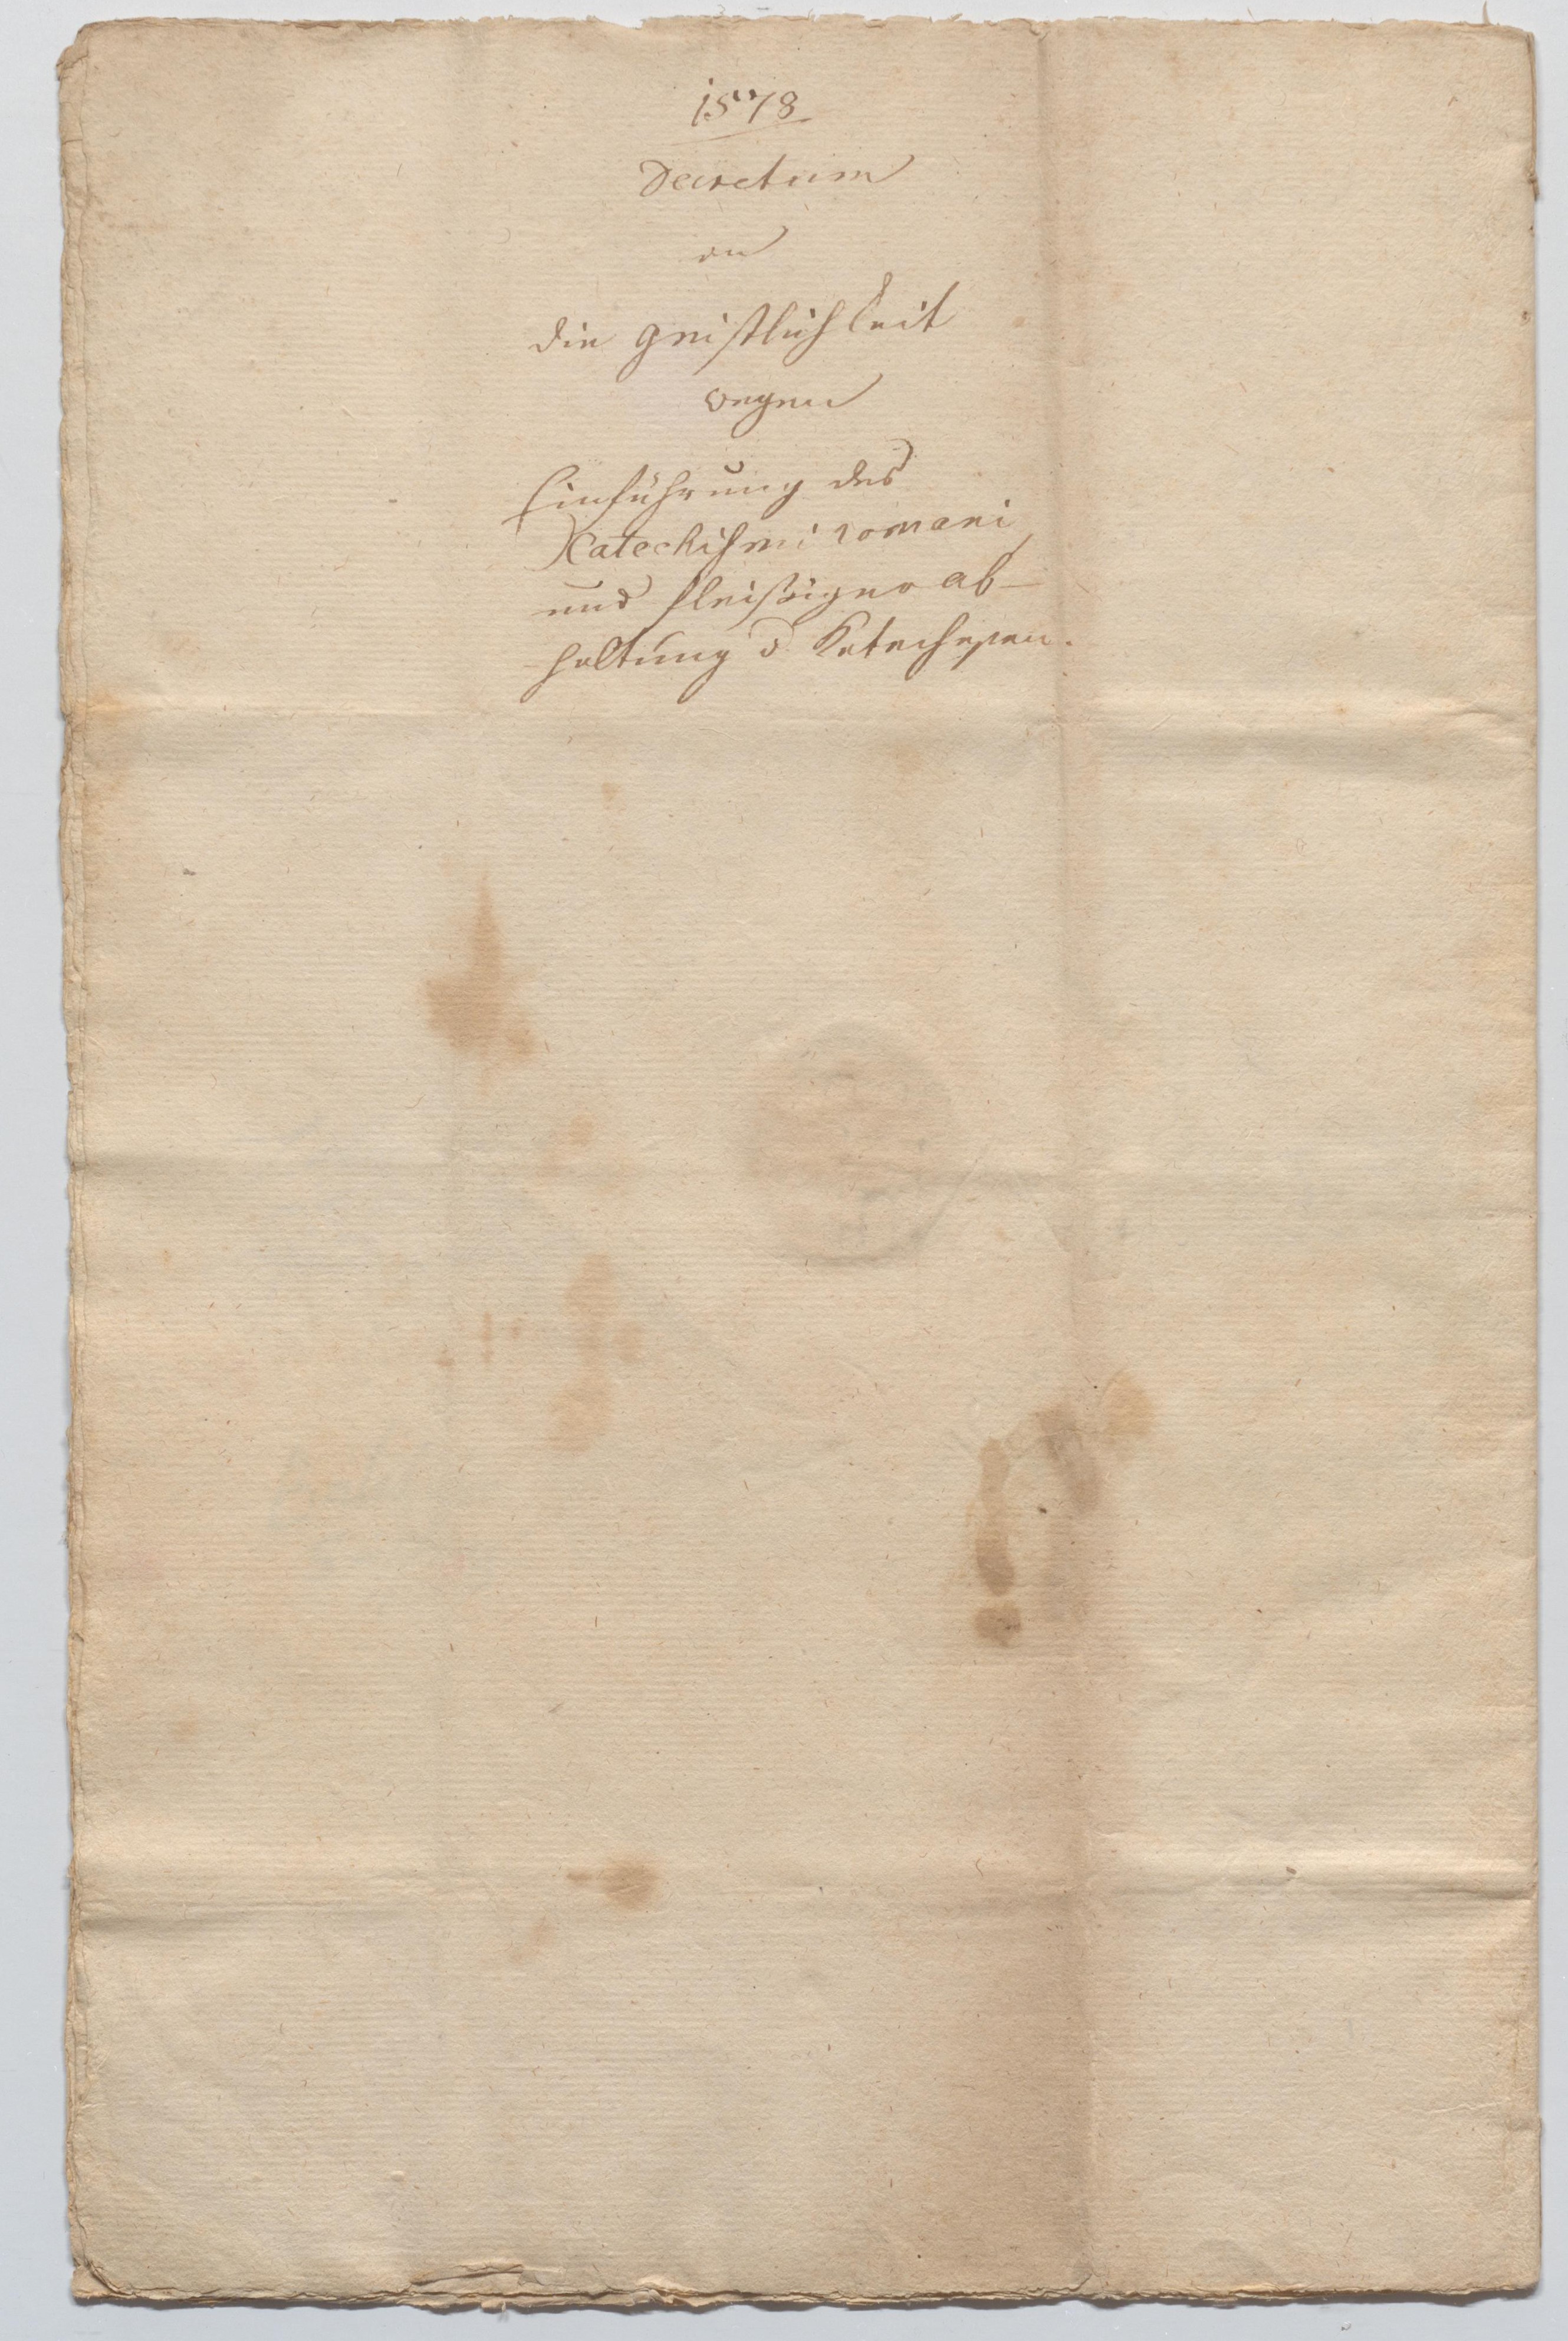 1578
Decretum
an
die Geistlichkeit
wegen
Einführung des
Katechismi romani
und fleißiger ab-
haltung d. Katechesen.